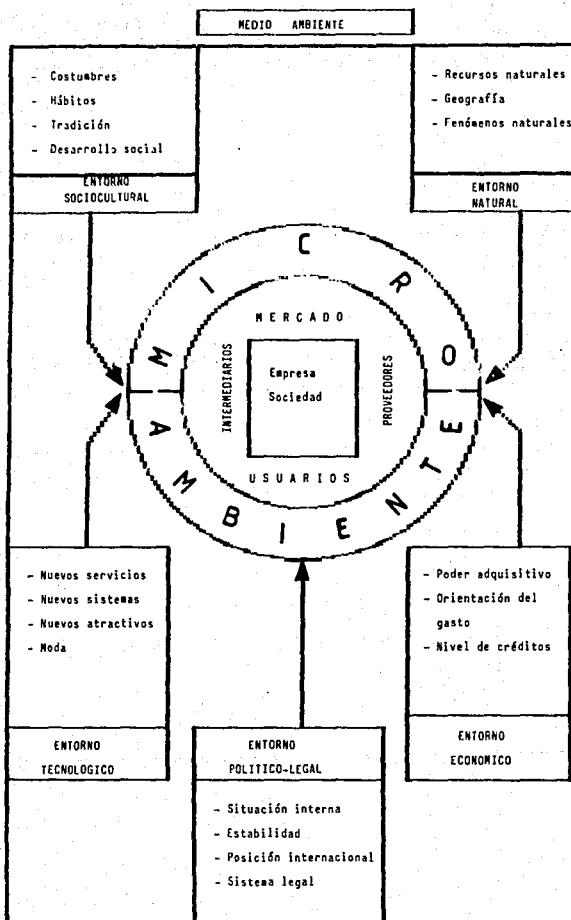 MEDIO AMBIENTE
- Costumbres
- Hábitos
- Tradición
- Desarrollo social
ENTORNO
SOCIOCULTURAL
- Recursos naturales
- Geografía
- Fenómenos naturales
ENTORNO
NATURAL
MICRO
AMBIENTE
MERCADO
INTERMEDIARIOS
Empresa
Sociedad
PROVEEDORES
USUARIOS
- Nuevos servicios
- Nuevos sistemas
- Nuevos atractivos
- Moda
ENTORNO
TECNOLOGICO
- Poder adquisitivo
- Orientación del
gasto
- Nivel de créditos
ENTORNO
ECONOMICO
ENTORNO
POLITICO-LEGAL
- Situación interna
- Estabilidad
- Posición internacional
- Sistema legal